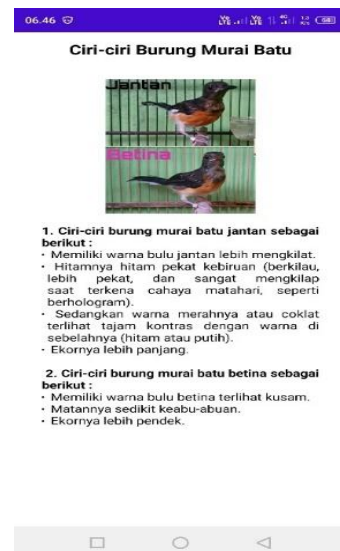 06.46
Ciri-ciri Burung Murai Batu
Jantan
Betina
1. Ciri-ciri burung murai batu jantan sebagai
berikut :
• Memiliki warna bulu jantan lebih mengkilat.
• Hitamnya hitam pekat kebiruan (berkilau,
lebih pekat, dan sangat mengkilap
saat terkena cahaya matahari, seperti
berhologram).
• Sedangkan warna merahnya atau coklat
terlihat tajam kontras dengan warna di
sebelahnya (hitam atau putih).
• Ekornya lebih panjang.
2. Ciri-ciri burung murai batu betina sebagai
berikut :
• Memiliki warna bulu betina terlihat kusam.
• Matannya sedikit keabu-abuan.
• Ekornya lebih pendek.